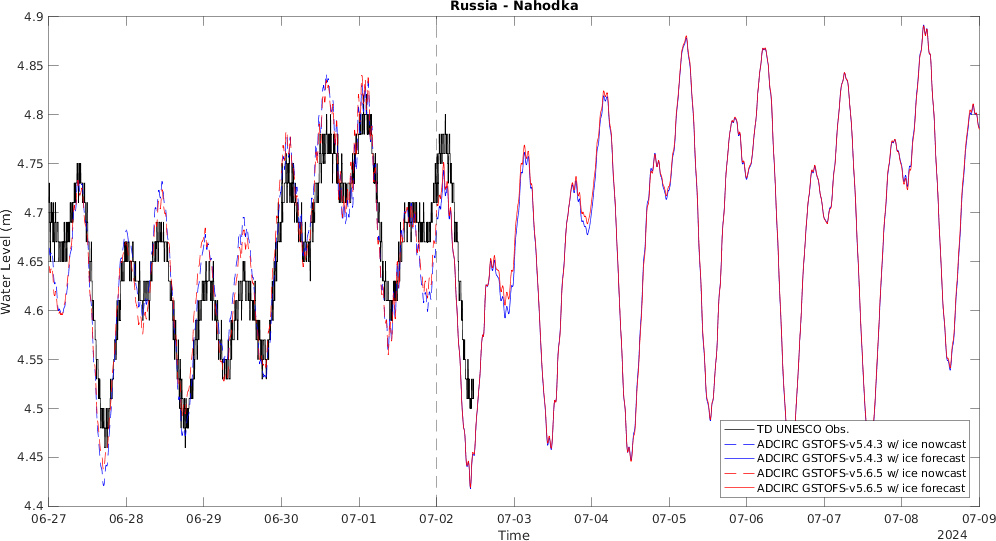 Russia - Nahodka
4.9
4.85
4.8
4.75
4.7
4.65
4.6
4.55
4.5
4.45
4.4
Water Level (m)
TD UNESCO Obs.
ADCIRC GSTOFS-v5.4.3 w/ ice nowcast
ADCIRC GSTOFS-v5.4.3 w/ ice forecast
ADCIRC GSTOFS-v5.6.5 w/ ice nowcast
ADCIRC GSTOFS-v5.6.5 w/ ice forecast
06-27 06-28 06-29 06-30 07-01 07-02 07-03 07-04 07-05 07-06 07-07 07-08 07-09
Time
2024